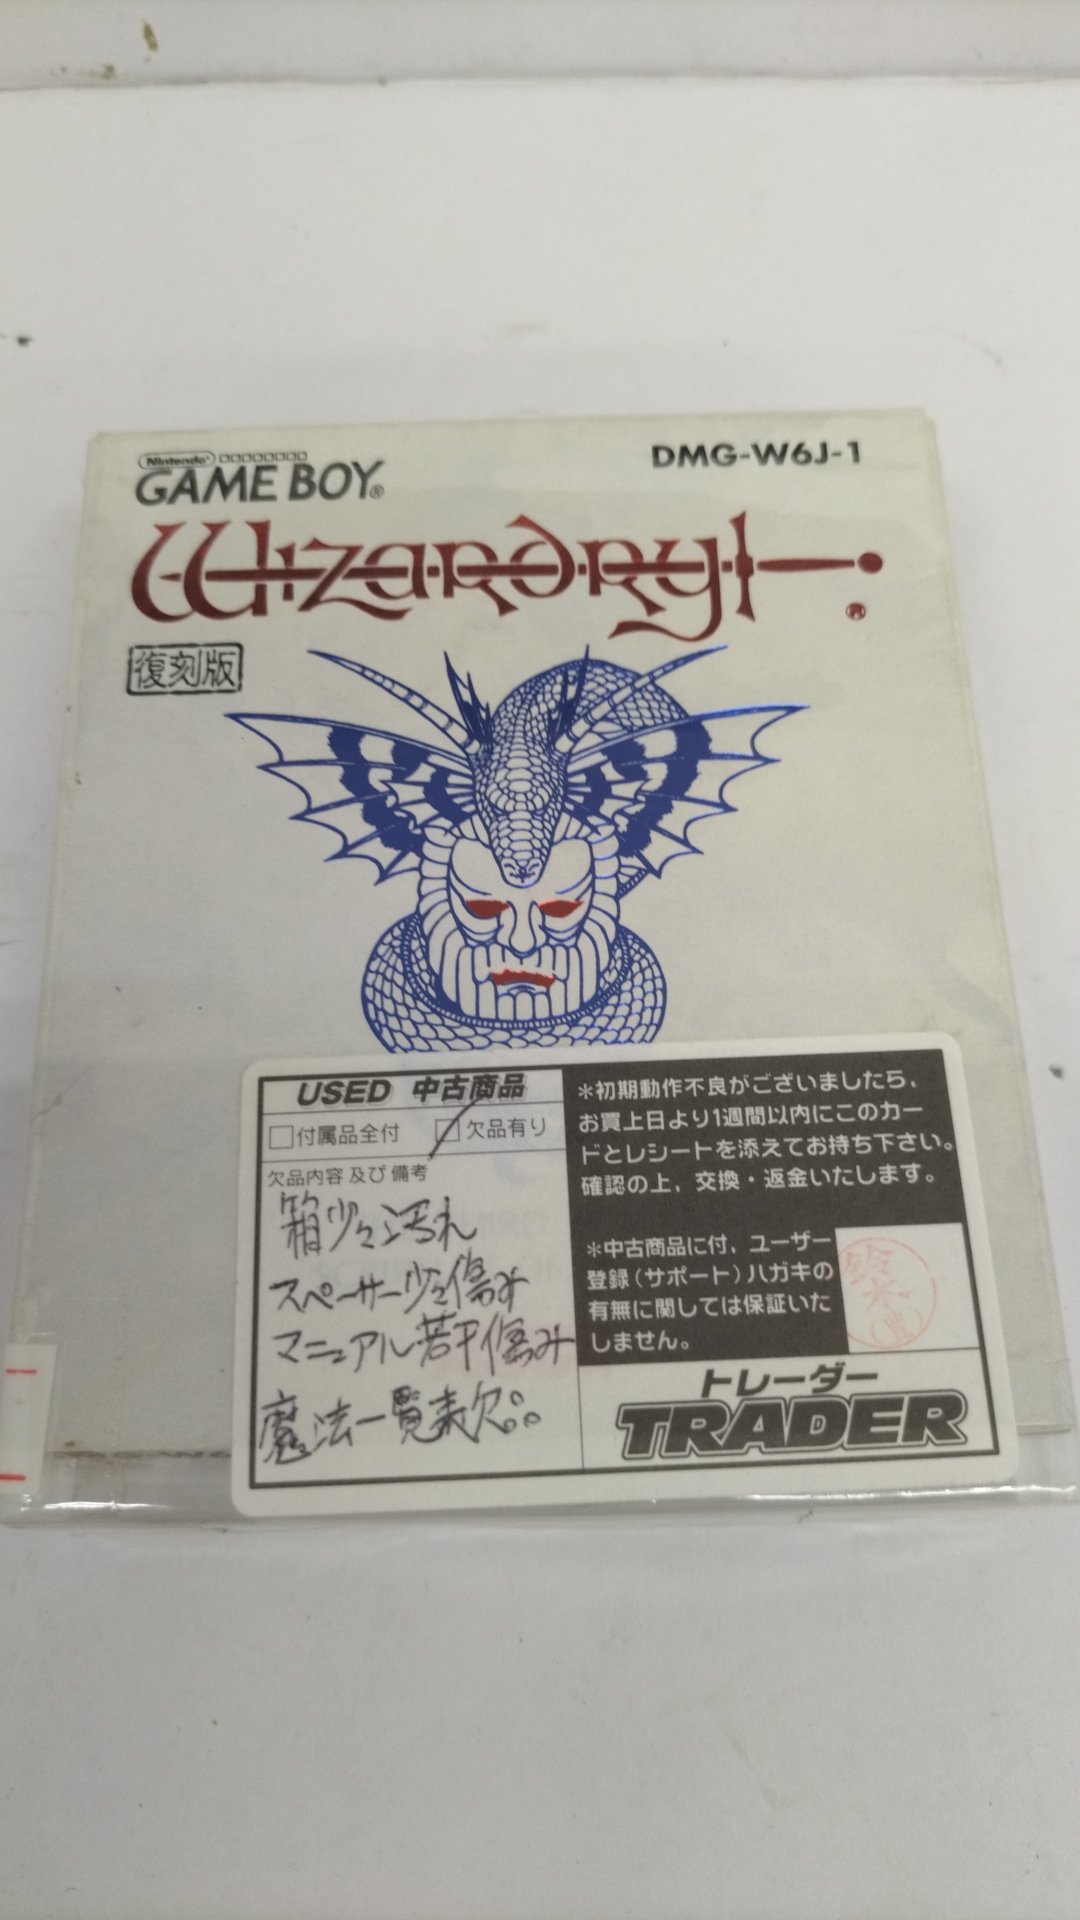 Nintendo
GAME BOY®
DMG-W6J-1
Wizardry®
復刻版
USED 中古商品
付属品全付 欠品有り
欠品内容 及び 備考
箱少々汚れ
スペーサー少々傷み
マニュアル若干傷み
魔法一覧表欠品
*初期動作不良がございましたら、
お買上日より1週間以内にこのカー
ドとレシートを添えてお持ち下さい。
確認の上、交換・返金いたします。
*中古商品に付、ユーザー
登録(サポート)ハガキの
有無に関しては保証いた
しません。
トレーダー
TRADER